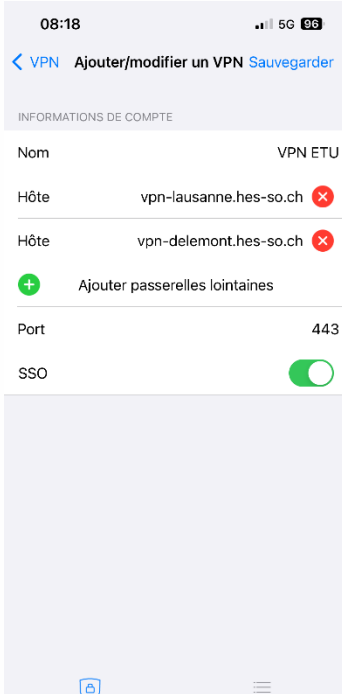 08:18 5G 96
VPN Ajouter/modifier un VPN Sauvegarder
INFORMATIONS DE COMPTE
Nom VPN ETU
Hôte vpn-lausanne.hes-so.ch
Hôte vpn-delemont.hes-so.ch
Ajouter passerelles lointaines
Port 443
SSO